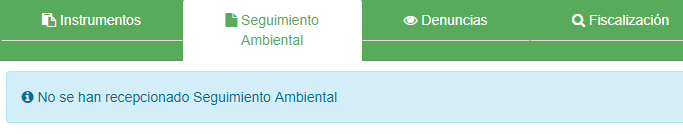 Instrumentos
Seguimiento
Ambiental
Denuncias
Fiscalización
No se han recepcionado Seguimiento Ambiental